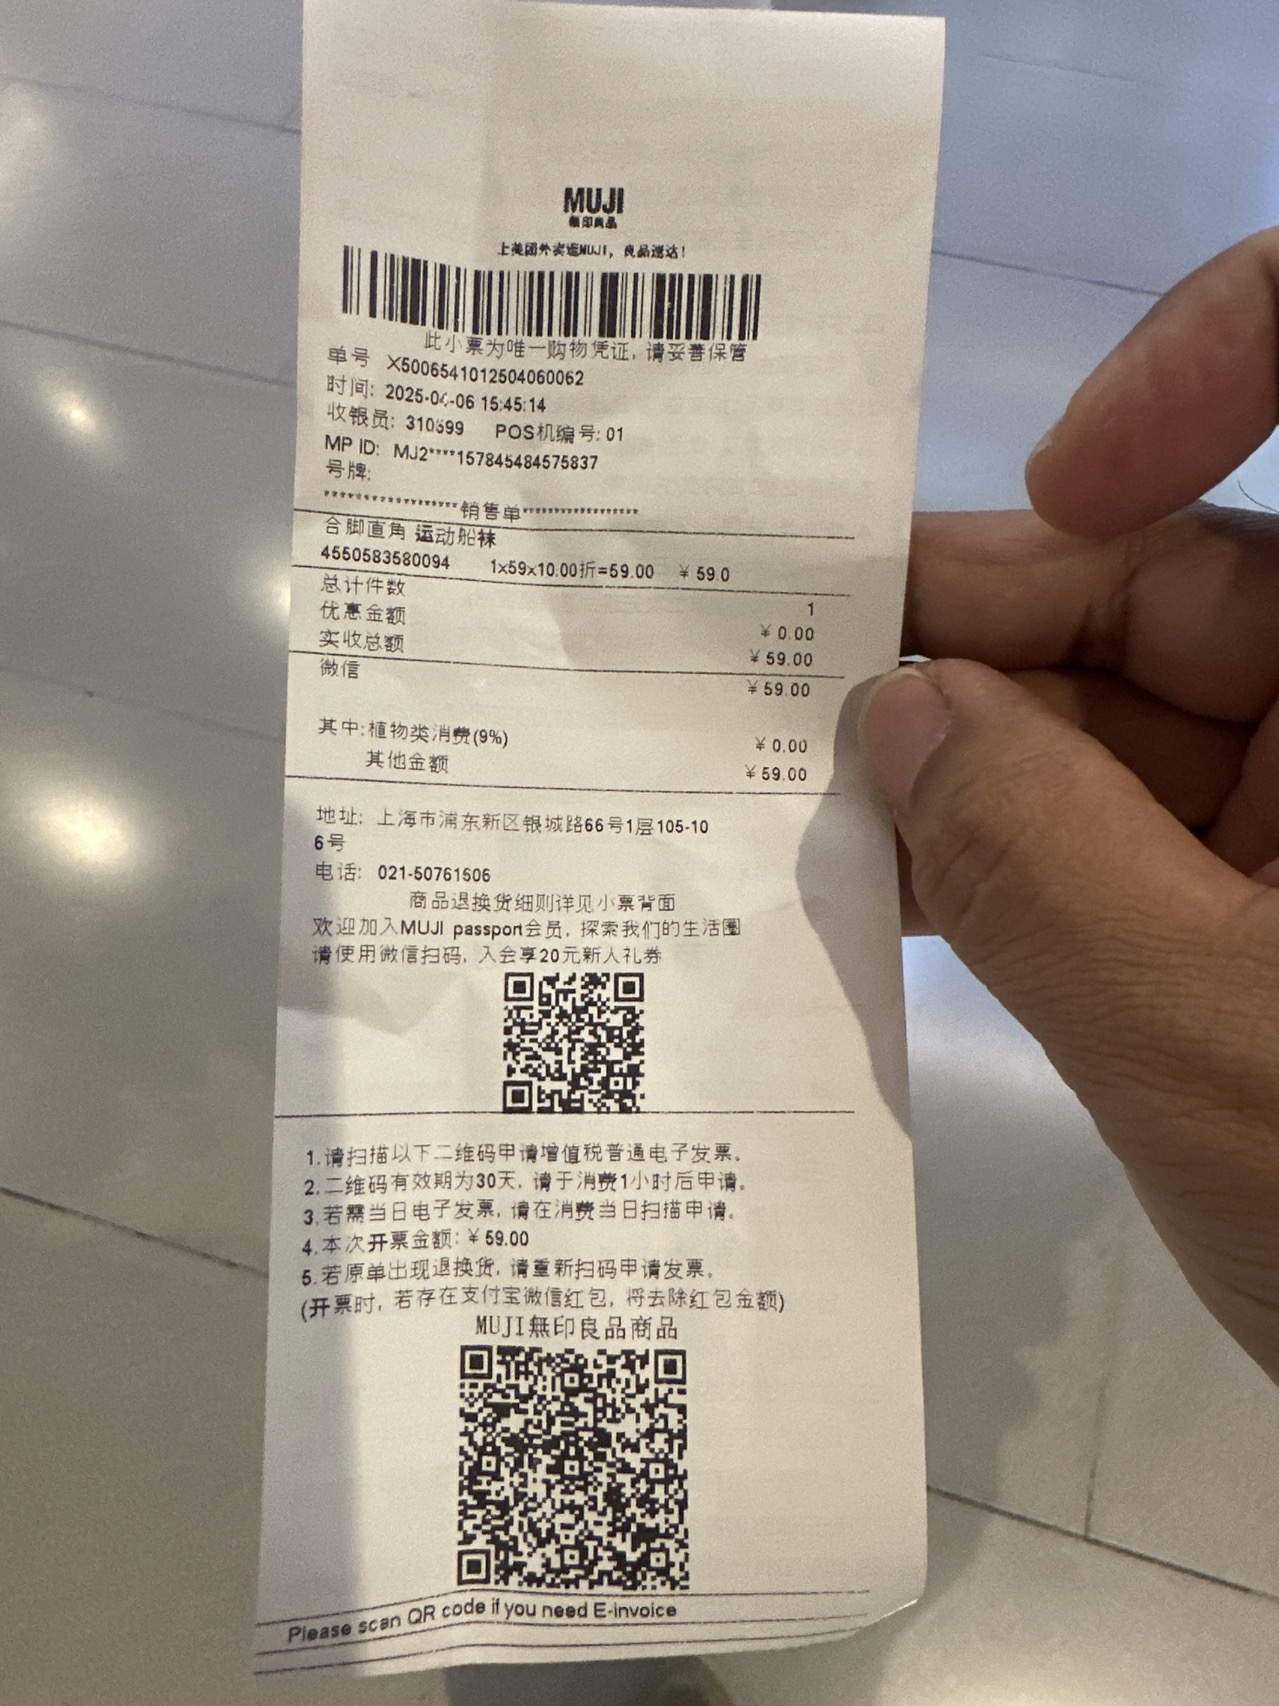 MUJI
無印良品
上美团外卖逛MUJI，良品速达！
此小票为唯一购物凭证, 请妥善保管
单号 X5006541012504060062
时间: 2025-04-06 15:45:14
收银员: 310699 POS机编号: 01
MP ID: MJ2****157845484575837
号牌:
*******************销售单*****************
合脚直角 运动船袜
4550583580094 1x59x10.00折=59.00 ￥59.0
总计件数 1
优惠金额 ￥0.00
实收总额 ￥59.00
微信 ￥59.00
其中:植物类消费(9%) ￥0.00
其他金额 ￥59.00
地址: 上海市浦东新区银城路66号1层105-10
6号
电话: 021-50761606
商品退换货细则详见小票背面
欢迎加入MUJI passport会员, 探索我们的生活圈
请使用微信扫码, 入会享20元新人礼券
1.请扫描以下二维码申请增值税普通电子发票。
2.二维码有效期为30天, 请于消费1小时后申请。
3.若需当日电子发票, 请在消费当日扫描申请。
4.本次开票金额:￥59.00
5.若原单出现退换货, 请重新扫码申请发票。
(开票时, 若存在支付宝微信红包, 将去除红包金额)
MUJI無印良品商品
Please scan QR code if you need E-invoice